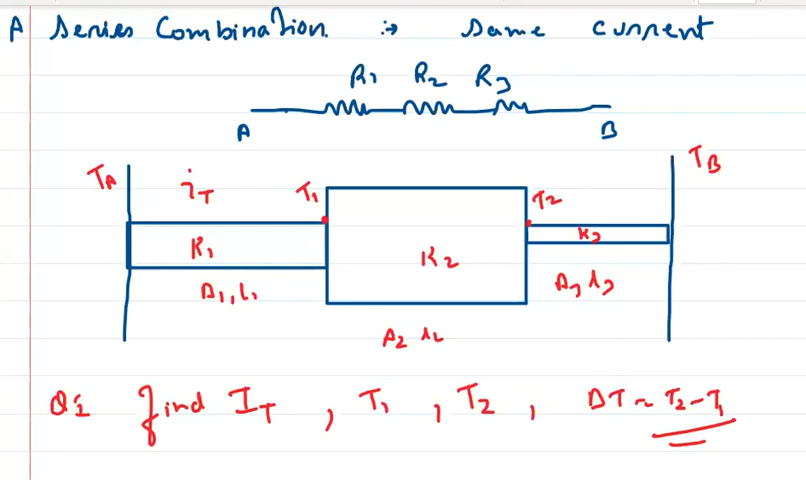 A Series Combination :→ Same current
R1 R2 R3
A B
TA iT T1 T2 TB
K1 K2 K3
A1, l1 A3 l3
A2 l2
Q1 find IT , T1 , T2 , ΔT = T2 - T1